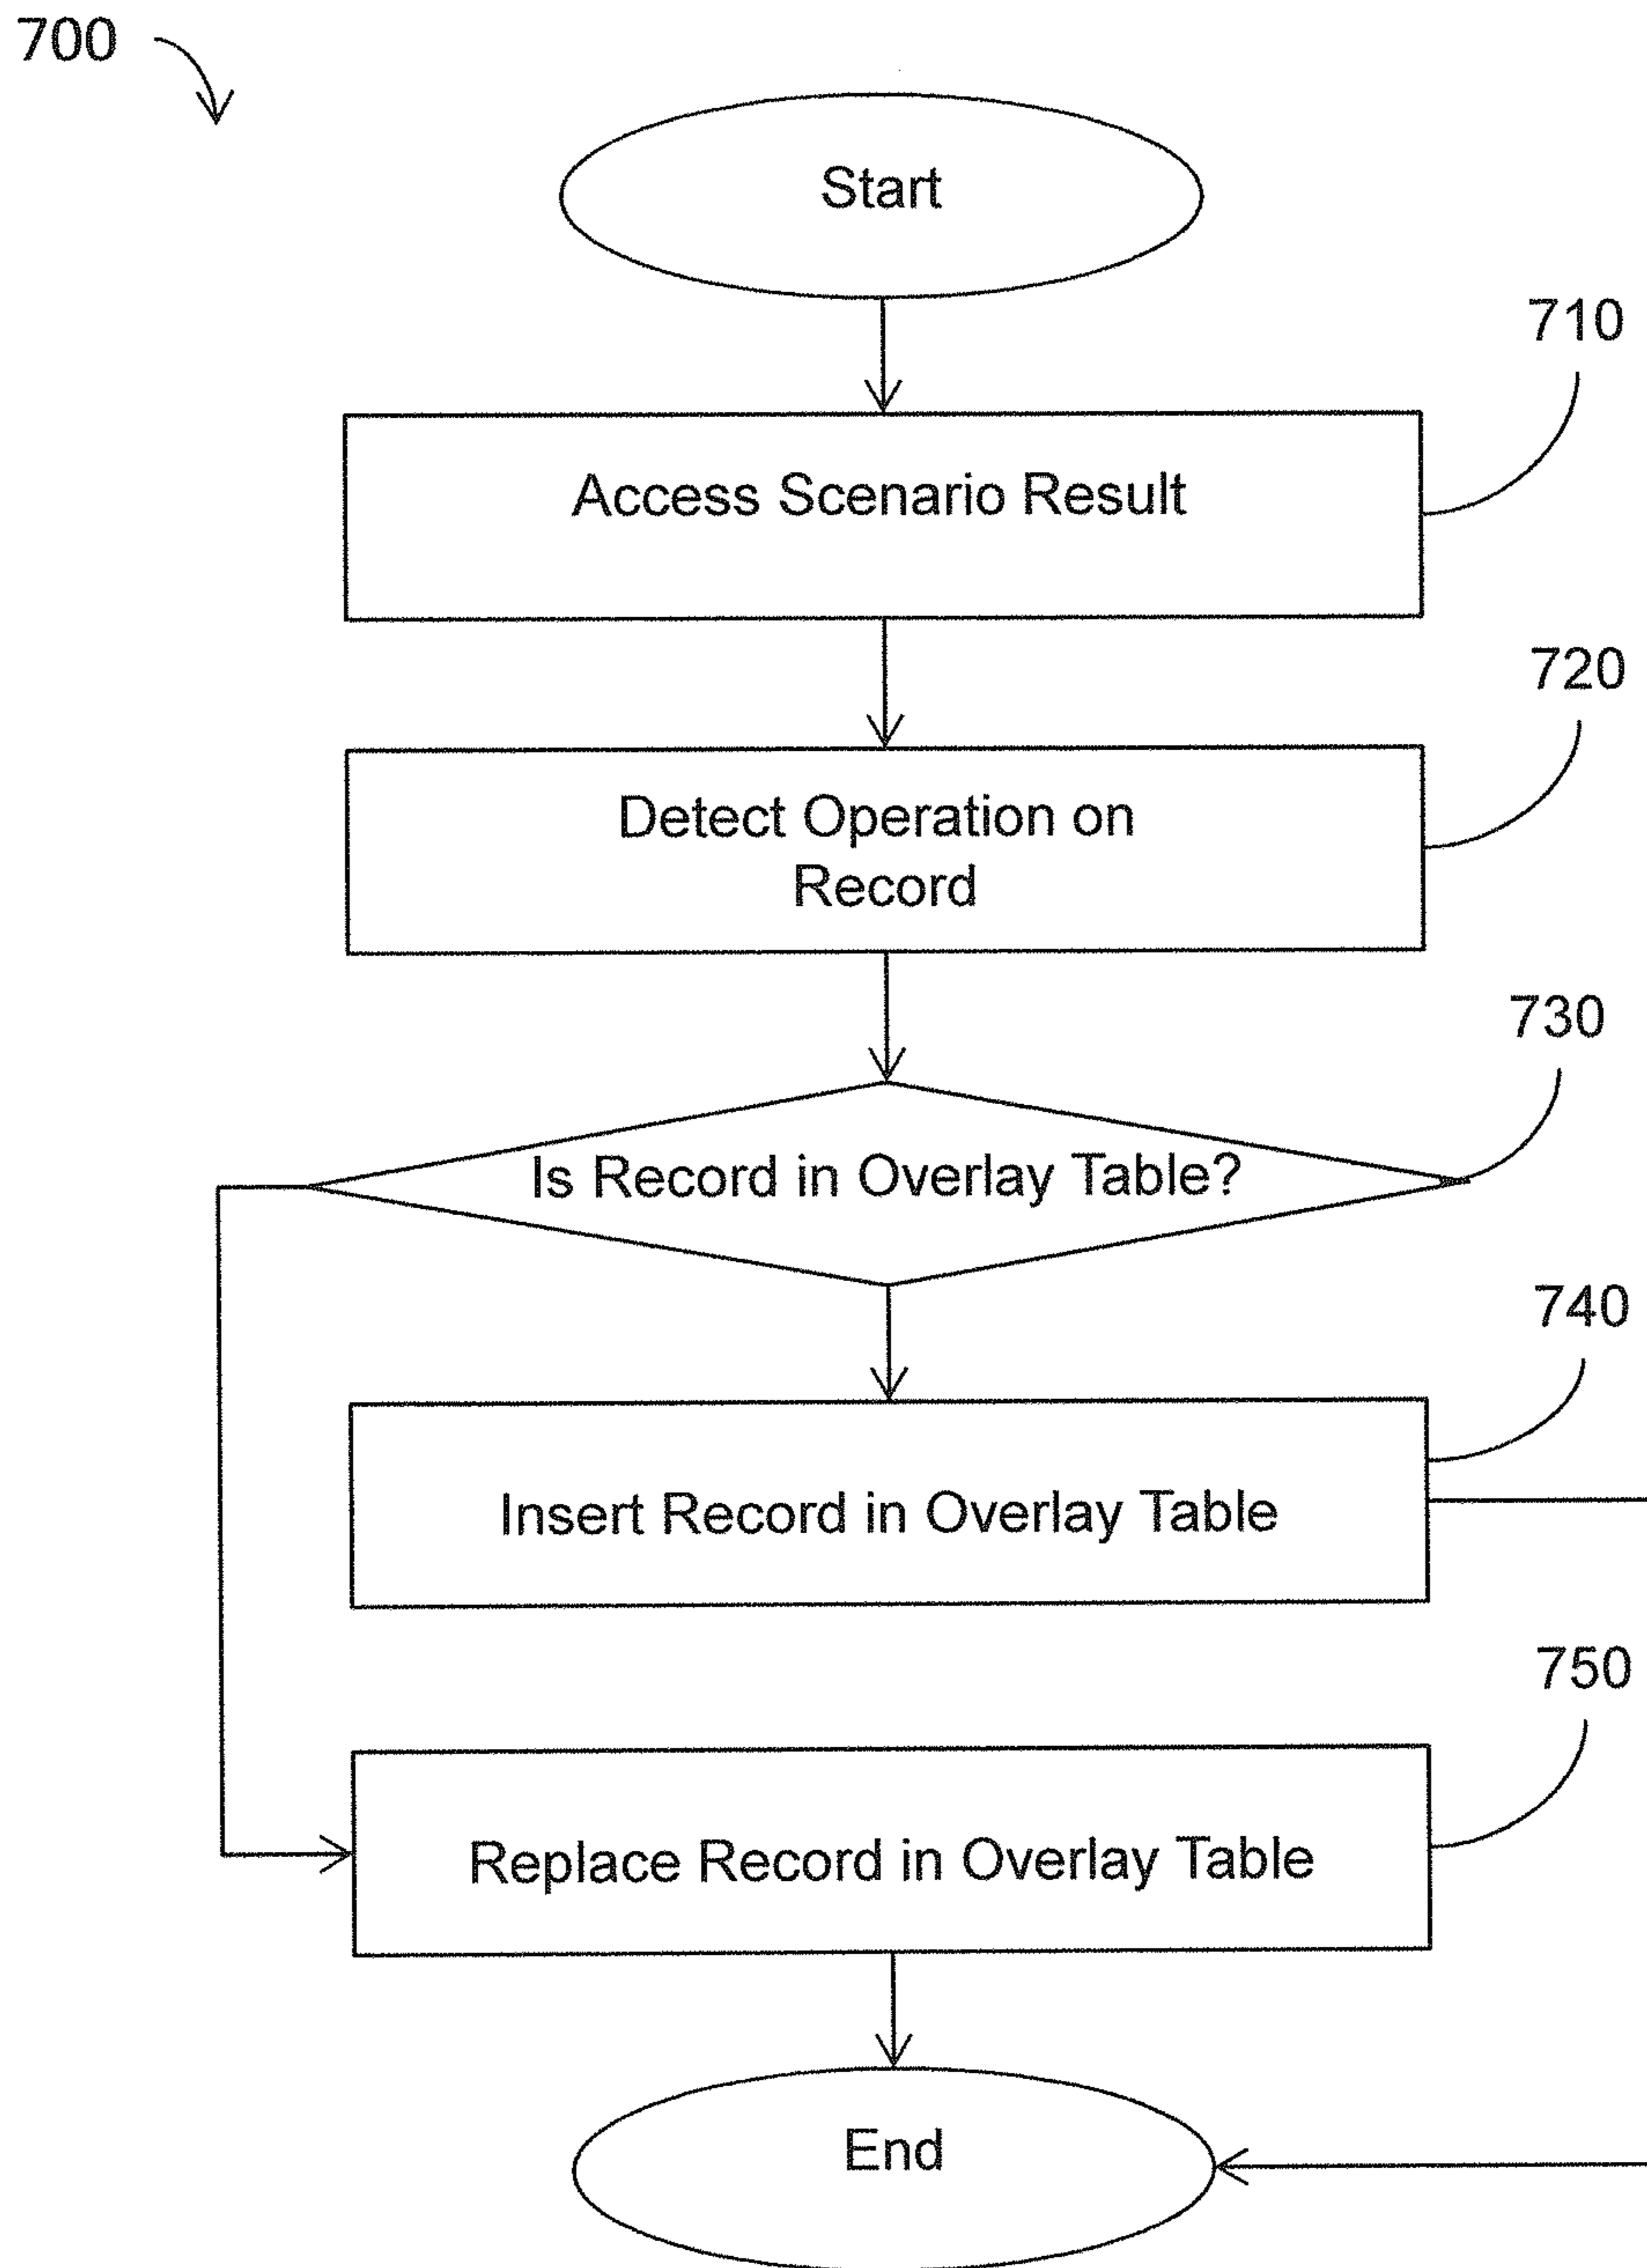 700
Start
710
Access Scenario Result
720
Detect Operation on
Record
730
Is Record in Overlay Table?
740
Insert Record in Overlay Table
750
Replace Record in Overlay Table
End